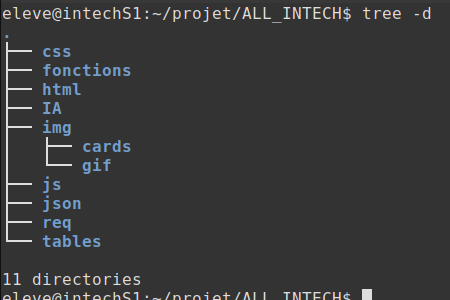 eleve@intechS1:~/projet/ALL_INTECH$ tree -d
.
├── css
├── fonctions
├── html
├── IA
├── img
│   ├── cards
│   └── gif
├── js
├── json
├── req
└── tables
11 directories
eleve@intechS1:~/projet/ALL_INTECH$